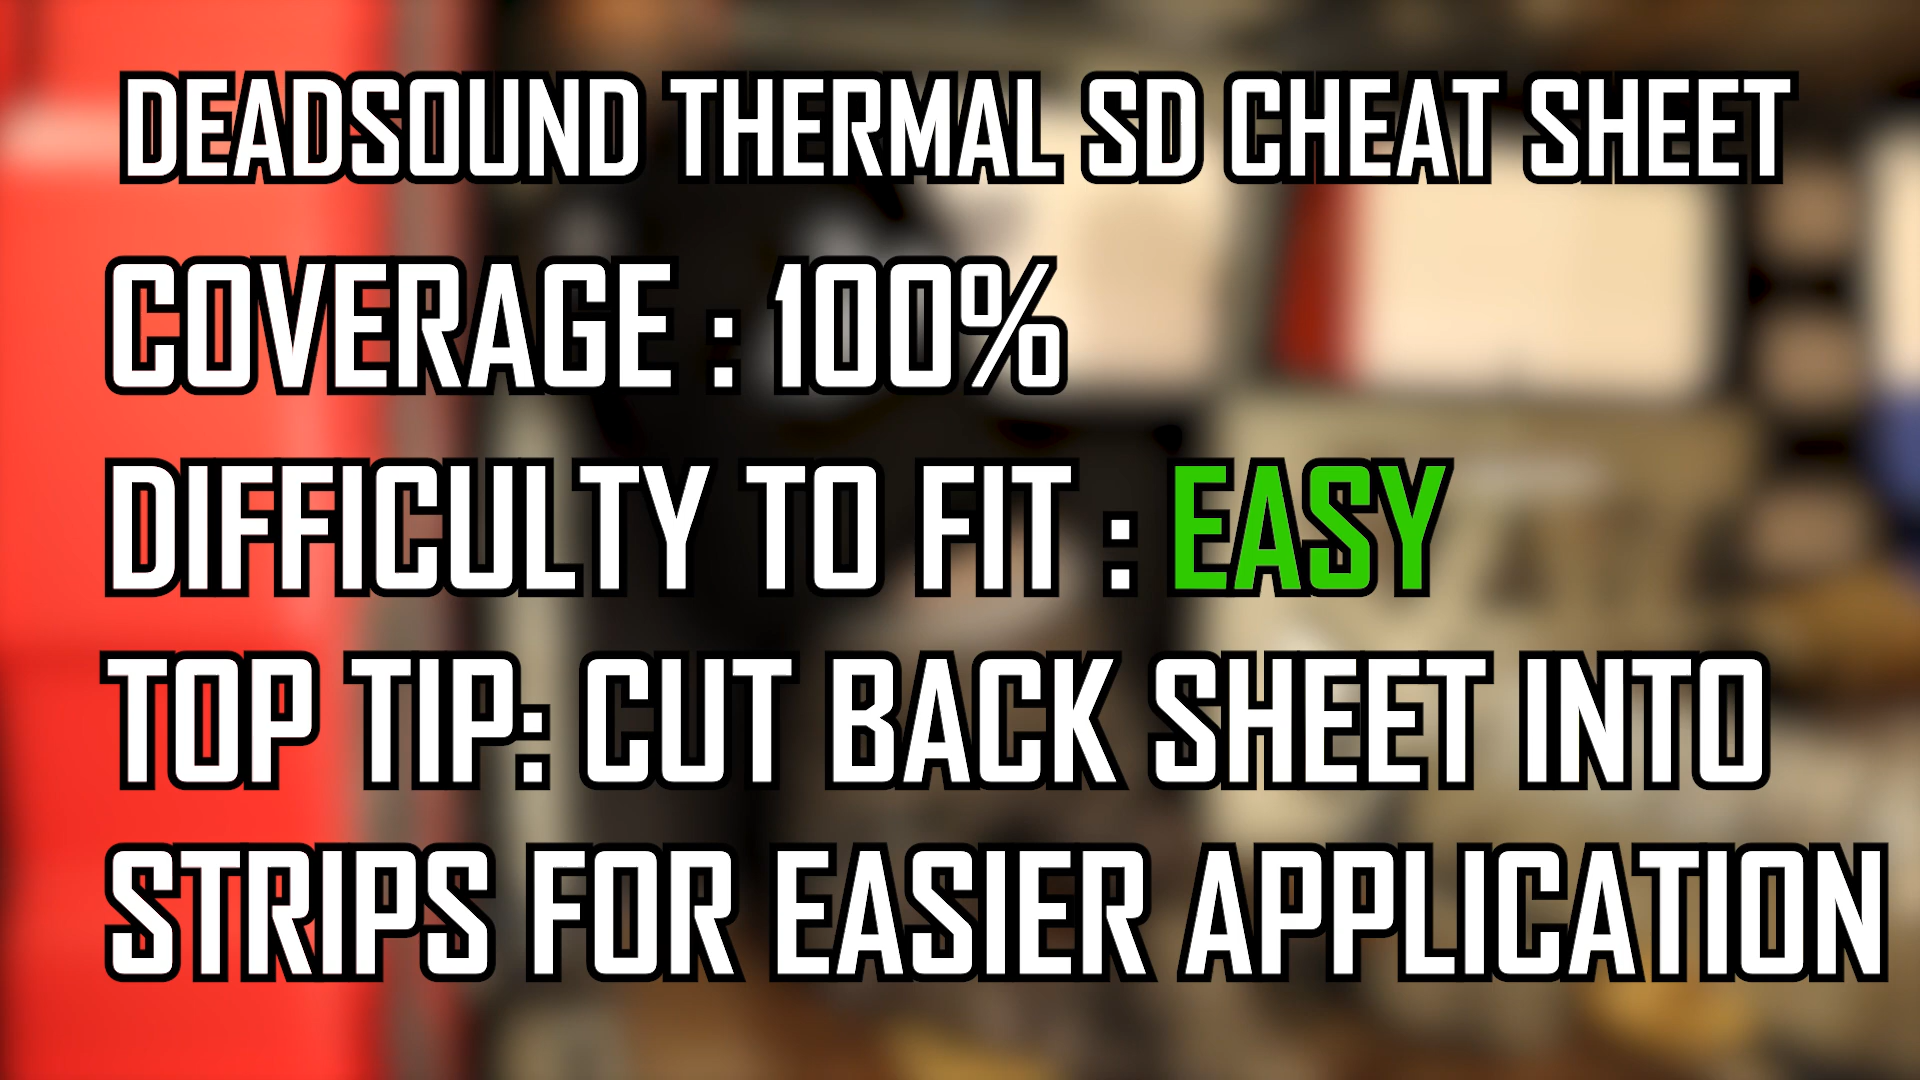 DEADSOUND THERMAL SD CHEAT SHEET
COVERAGE : 100%
DIFFICULTY TO FIT : EASY
TOP TIP: CUT BACK SHEET INTO
STRIPS FOR EASIER APPLICATION